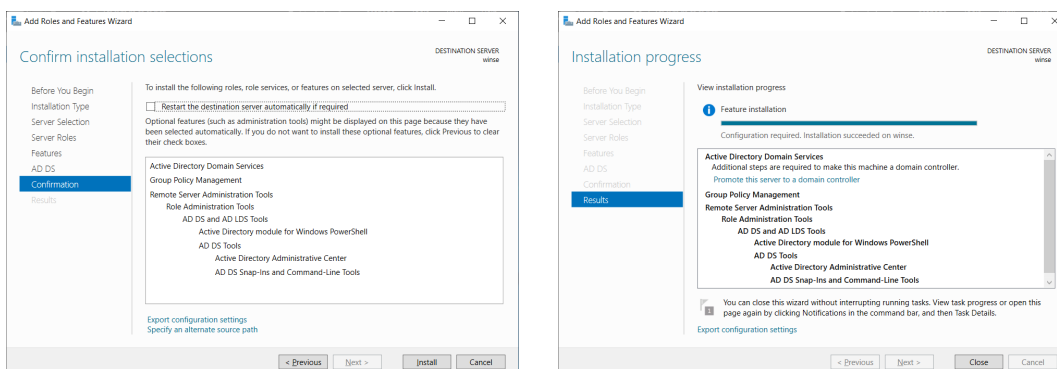 Add Roles and Features Wizard
Confirm installation selections
DESTINATION SERVER
winse
Before You Begin
Installation Type
Server Selection
Server Roles
Features
AD DS
Confirmation
Results
To install the following roles, role services, or features on selected server, click Install.
Restart the destination server automatically if required
Optional features (such as administration tools) might be displayed on this page because they have
been selected automatically. If you do not want to install these optional features, click Previous to clear
their check boxes.
Active Directory Domain Services
Group Policy Management
Remote Server Administration Tools
Role Administration Tools
AD DS and AD LDS Tools
Active Directory module for Windows PowerShell
AD DS Tools
Active Directory Administrative Center
AD DS Snap-Ins and Command-Line Tools
Export configuration settings
Specify an alternate source path
< Previous
Next >
Install
Cancel
Add Roles and Features Wizard
Installation progress
DESTINATION SERVER
winse
Before You Begin
Installation Type
Server Selection
Server Roles
Features
AD DS
Confirmation
Results
View installation progress
Feature installation
Configuration required. Installation succeeded on winse.
Active Directory Domain Services
Additional steps are required to make this machine a domain controller.
Promote this server to a domain controller
Group Policy Management
Remote Server Administration Tools
Role Administration Tools
AD DS and AD LDS Tools
Active Directory module for Windows PowerShell
AD DS Tools
Active Directory Administrative Center
AD DS Snap-Ins and Command-Line Tools
1
You can close this wizard without interrupting running tasks. View task progress or open this
page again by clicking Notifications in the command bar, and then Task Details.
Export configuration settings
< Previous
Next >
Close
Cancel